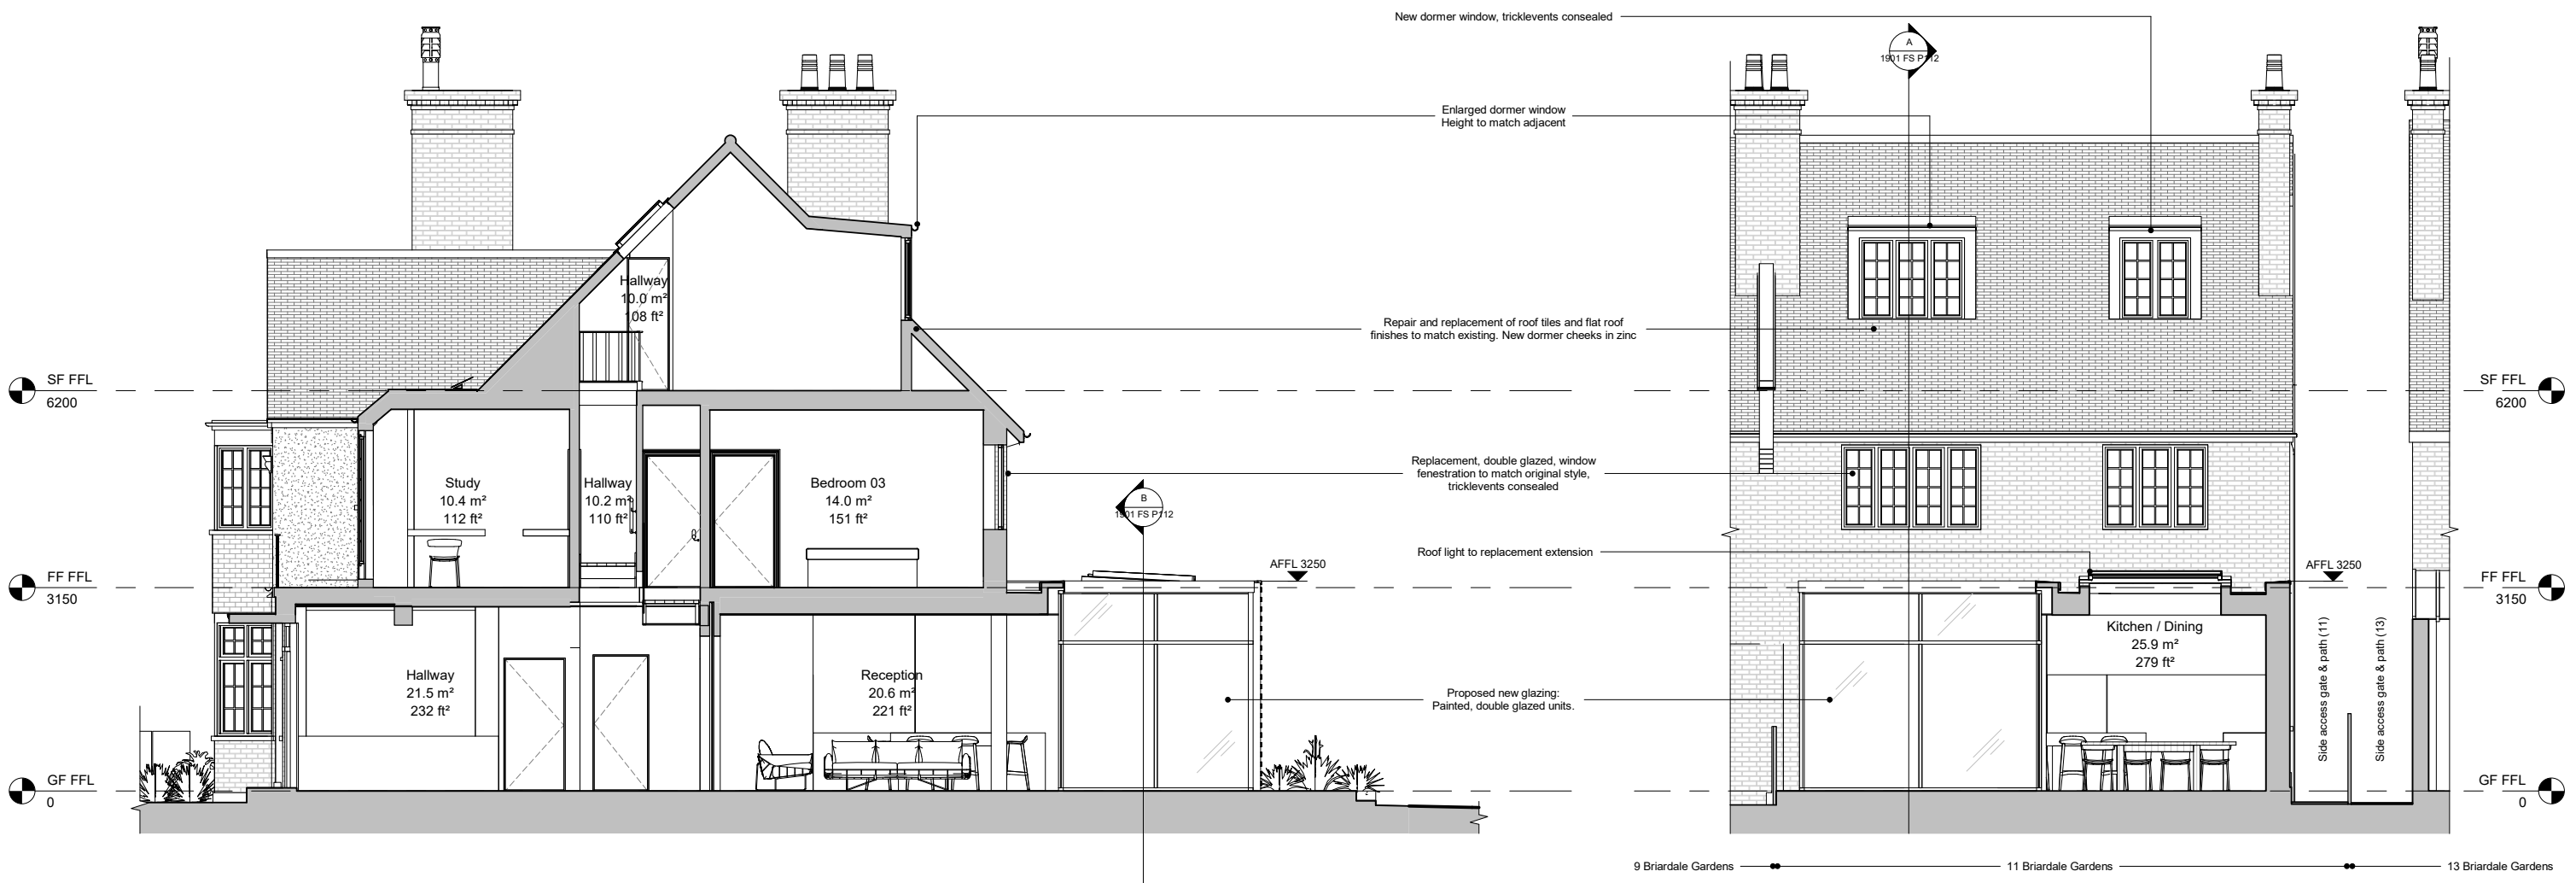 New dormer window, tricklevents consealed
A
1901 FS P112
Enlarged dormer window
Height to match adjacent
Hallway
10.0 m²
108 ft²
Repair and replacement of roof tiles and flat roof
finishes to match existing. New dormer cheeks in zinc
SF FFL
6200
SF FFL
6200
Study
10.4 m²
112 ft²
Hallway
10.2 m²
110 ft²
Bedroom 03
14.0 m²
151 ft²
Replacement, double glazed, window
fenestration to match original style,
tricklevents consealed
B
1901 FS P112
Roof light to replacement extension
AFFL 3250
AFFL 3250
FF FFL
3150
FF FFL
3150
Hallway
21.5 m²
232 ft²
Reception
20.6 m²
221 ft²
Proposed new glazing:
Painted, double glazed units.
Kitchen / Dining
25.9 m²
279 ft²
Side access gate & path (11)
Side access gate & path (13)
GF FFL
0
GF FFL
0
9 Briardale Gardens
11 Briardale Gardens
13 Briardale Gardens